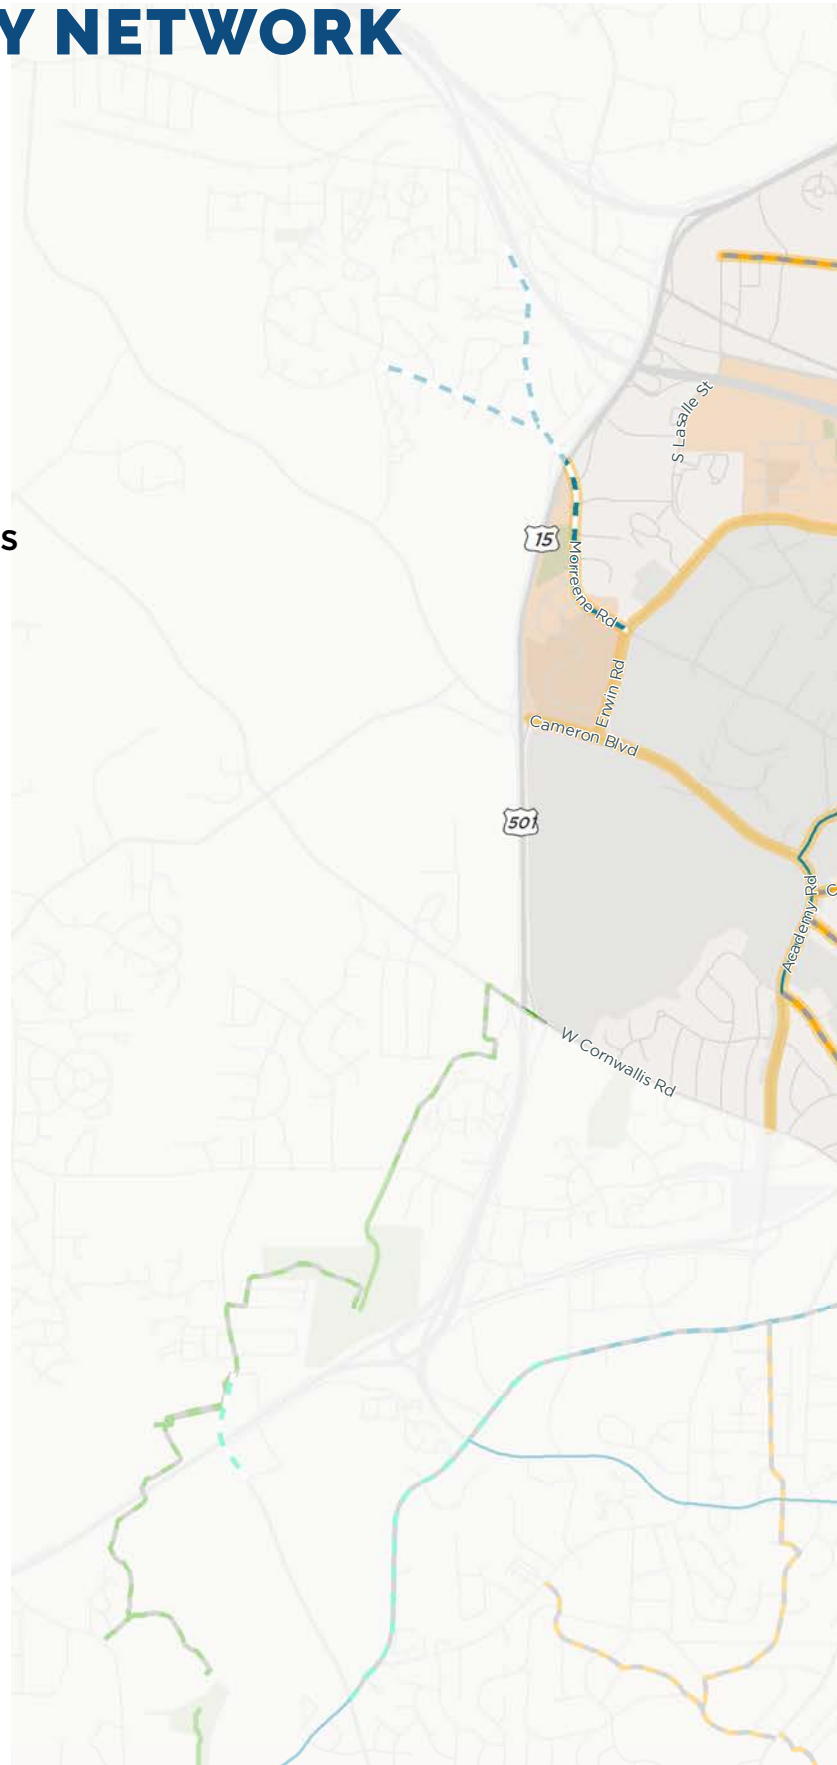 Y NETWORK
S Lasalle St
S
15
Morreene Rd
Erwin Rd
Cameron Blvd
501
Academy Rd
C
W Cornwallis Rd